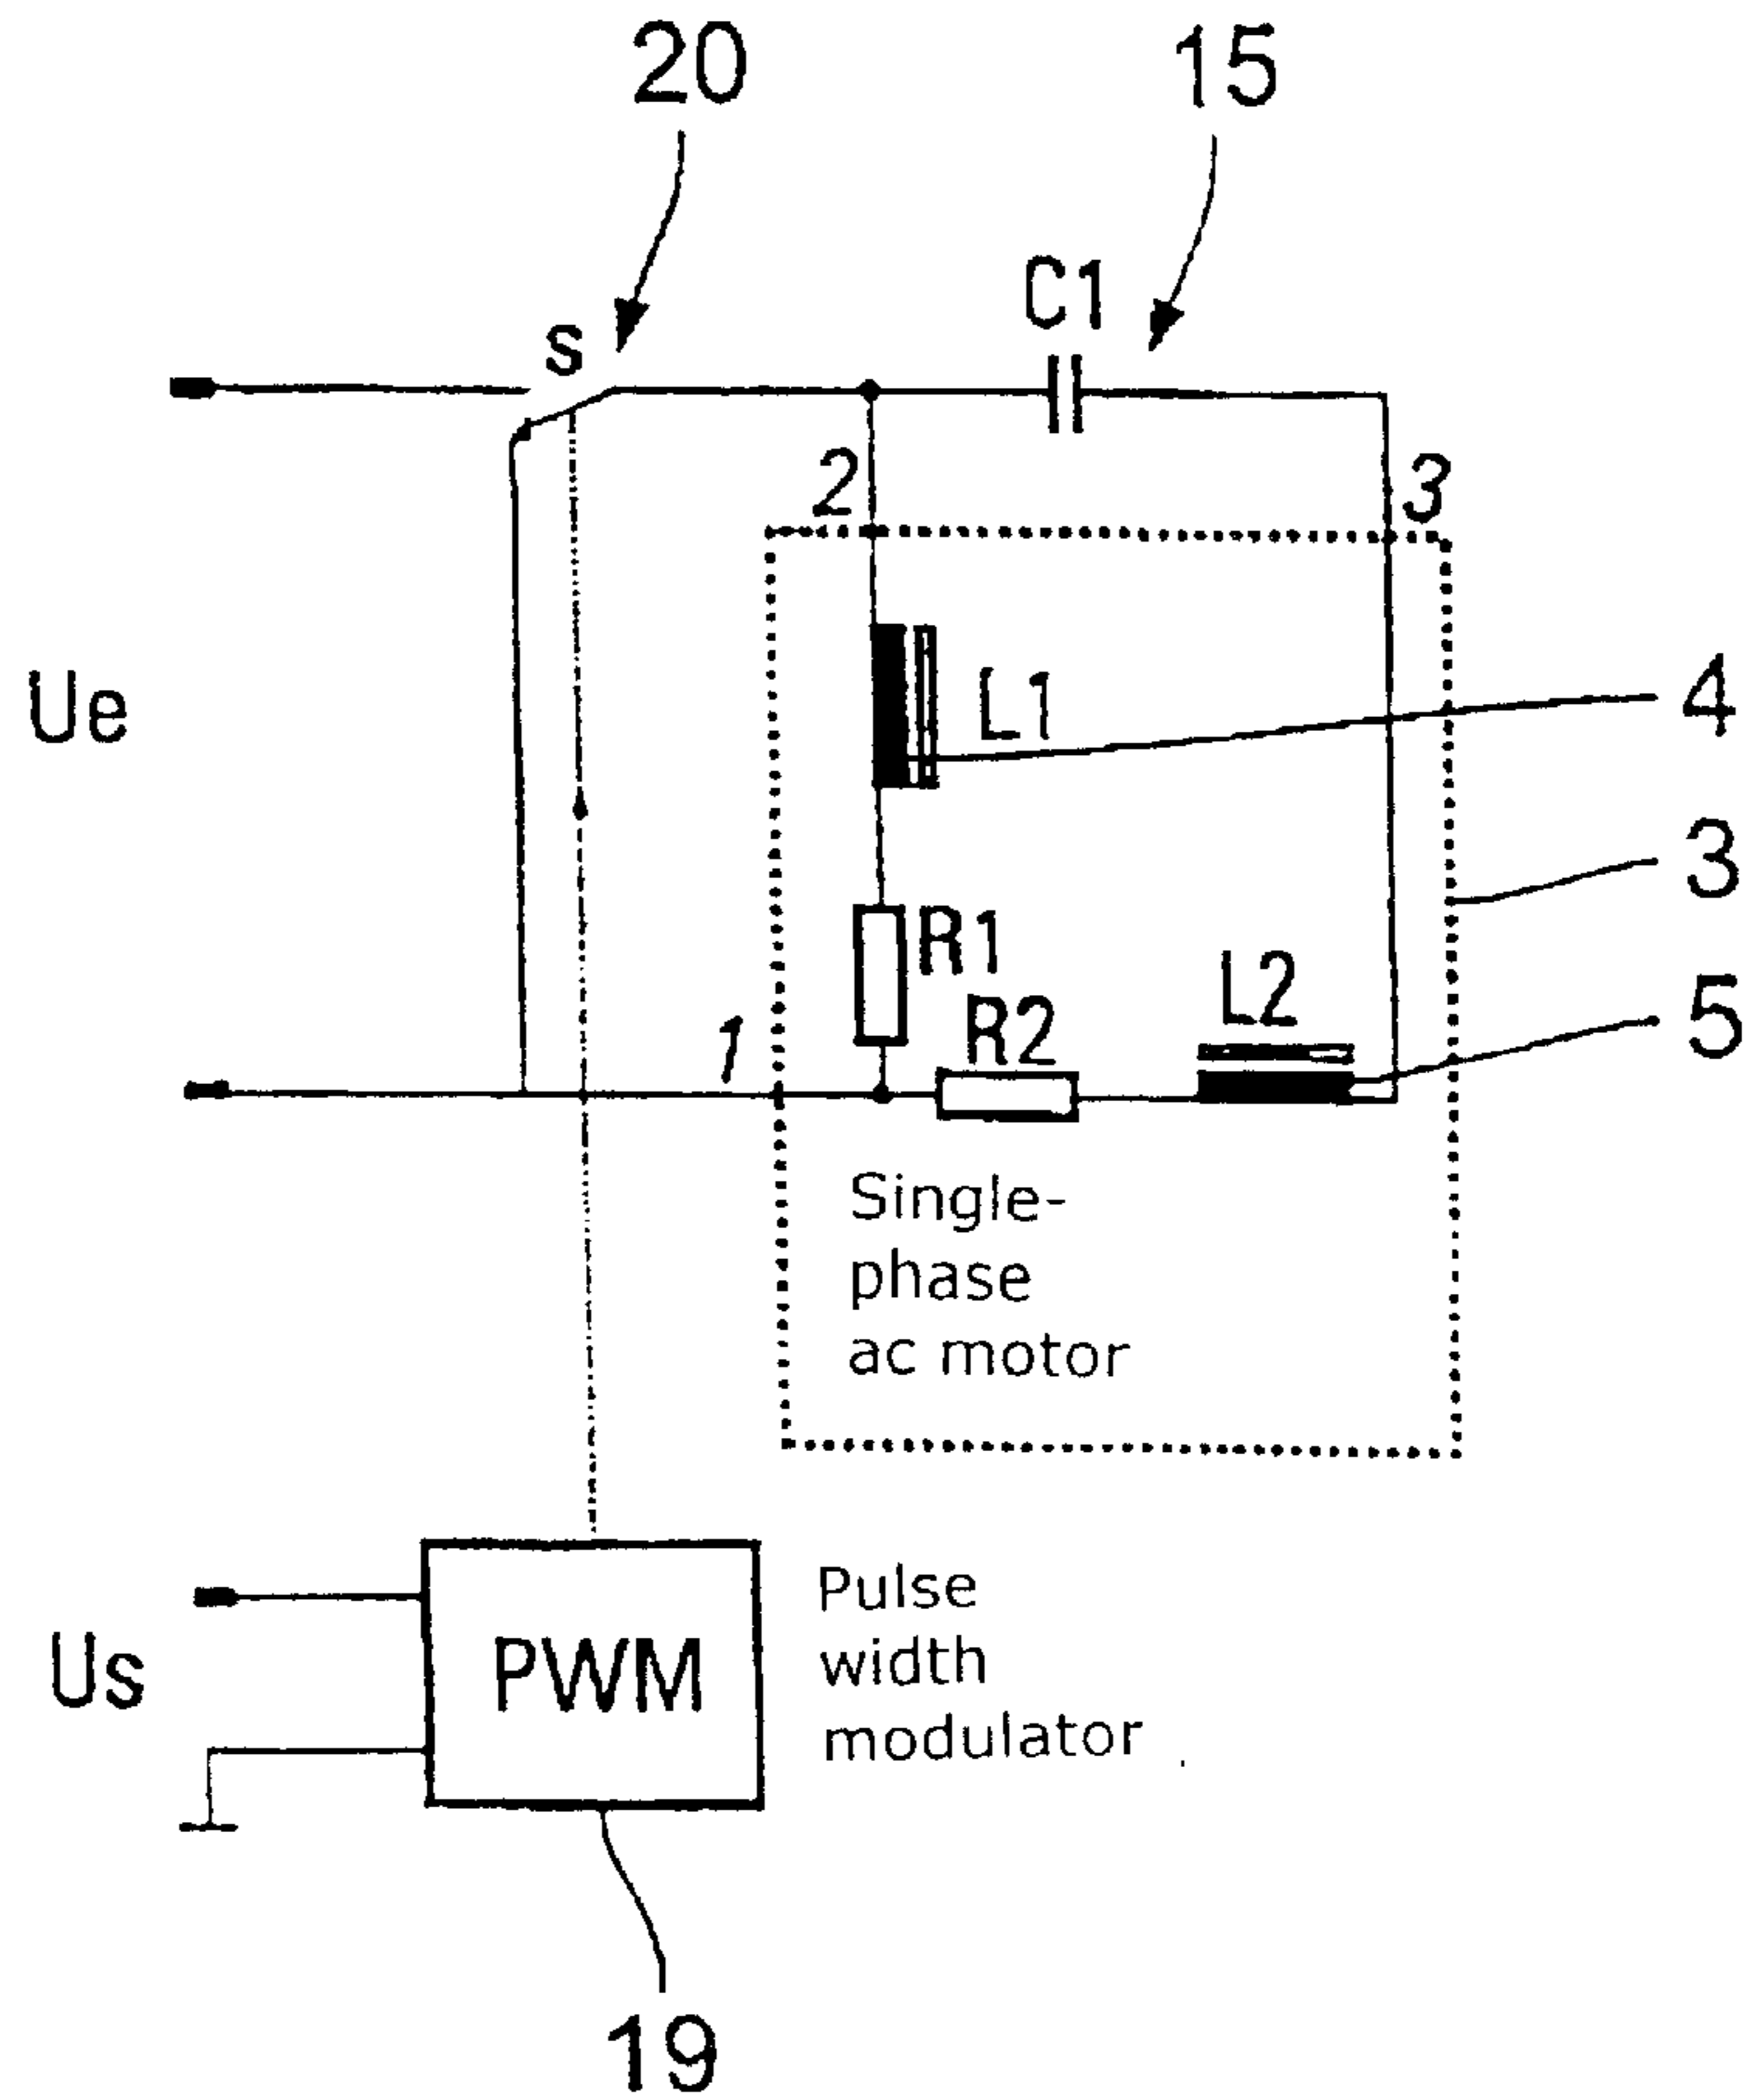 20
15
C1
s
2
3
Ue
L1
4
3
R1
L2
5
R2
1
Single-
phase
ac motor
Us
PWM
Pulse
width
modulator
19